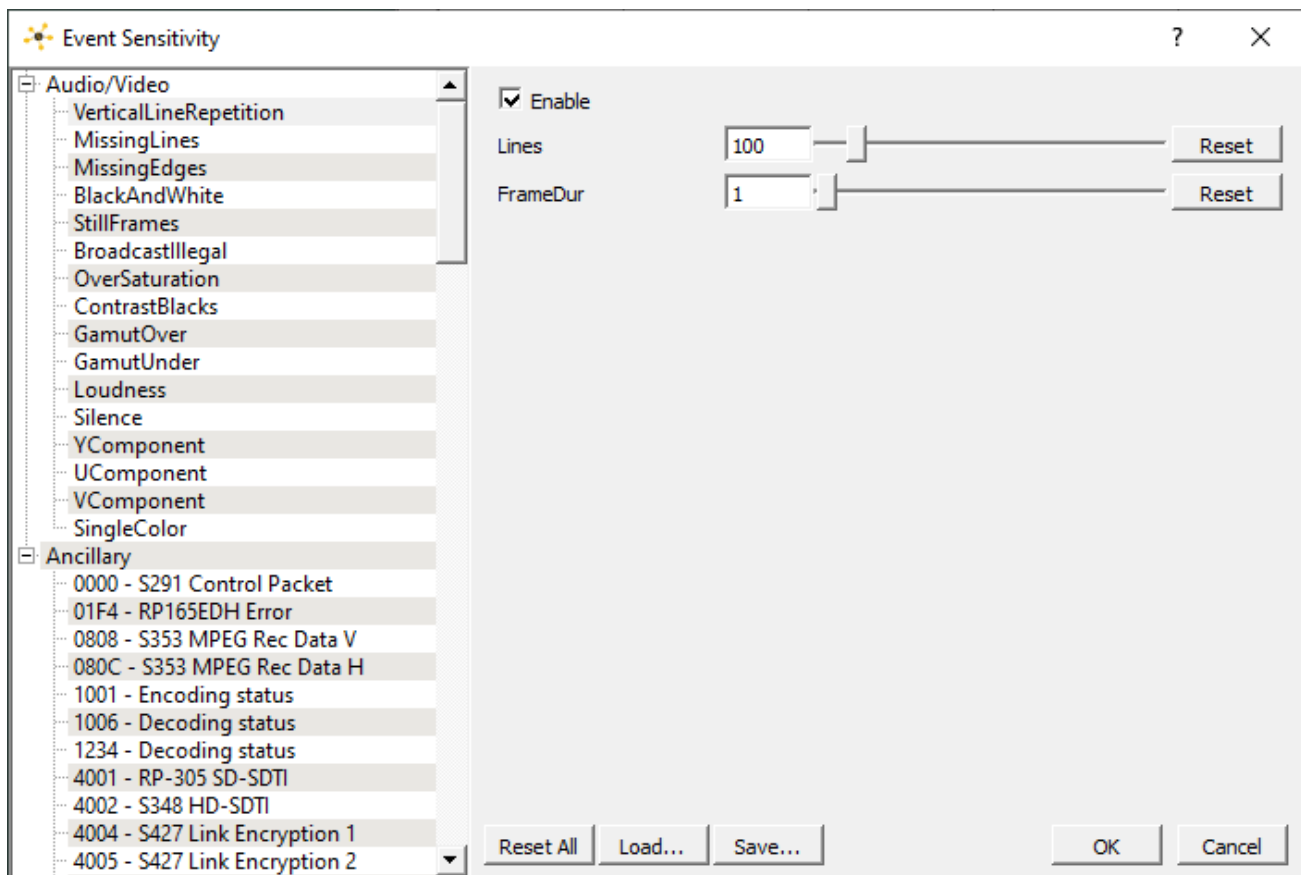 Event Sensitivity
?
Audio/Video
VerticalLineRepetition
MissingLines
MissingEdges
BlackAndWhite
StillFrames
BroadcastIllegal
OverSaturation
ContrastBlacks
GamutOver
GamutUnder
Loudness
Silence
YComponent
UComponent
VComponent
SingleColor
Ancillary
0000 - S291 Control Packet
01F4 - RP165EDH Error
0808 - S353 MPEG Rec Data V
080C - S353 MPEG Rec Data H
1001 - Encoding status
1006 - Decoding status
1234 - Decoding status
4001 - RP-305 SD-SDTI
4002 - S348 HD-SDTI
4004 - S427 Link Encryption 1
4005 - S427 Link Encryption 2
Enable
Lines 100 Reset
FrameDur 1 Reset
Reset All Load... Save... OK Cancel